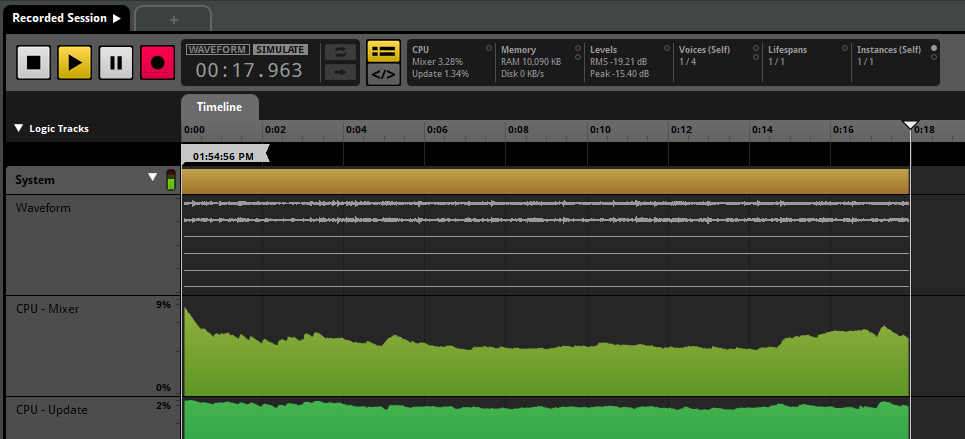 Recorded Session ▶
+
WAVEFORM SIMULATE
00:17.963
</>
CPU
Mixer 3.28%
Update 1.34%
Memory
RAM 10,090 KB
Disk 0 KB/s
Levels
RMS -19.21 dB
Peak -15.40 dB
Voices (Self)
1 / 4
Lifespans
1 / 1
Instances (Self)
1 / 1
Timeline
Logic Tracks
0:00 0:02 0:04 0:06 0:08 0:10 0:12 0:14 0:16 0:18
01:54:56 PM
System
Waveform
CPU - Mixer 9%
0%
CPU - Update 2%